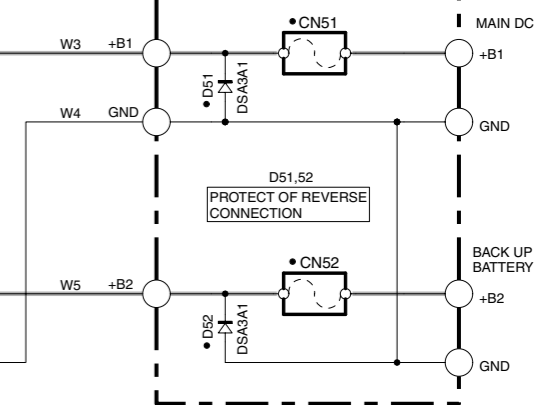 • CN51
MAIN DC
W3
+B1
+B1
• D51
DSA3A1
W4
GND
GND
D51,52
PROTECT OF REVERSE
CONNECTION
• CN52
BACK UP
BATTERY
W5
+B2
+B2
• D52
DSA3A1
GND